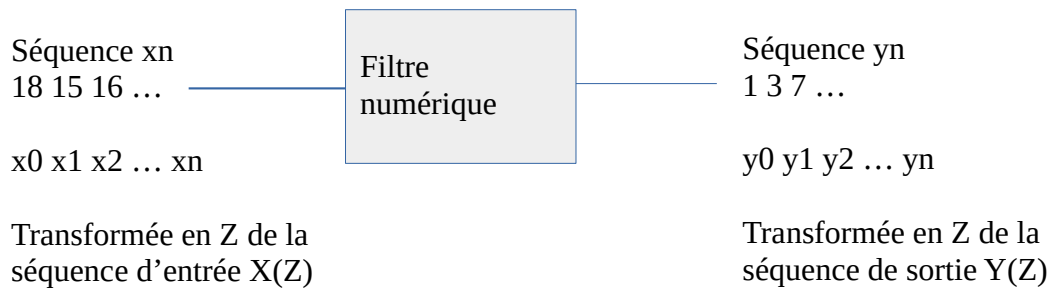 Séquence xn
18 15 16 …
x0 x1 x2 … xn
Transformée en Z de la
séquence d’entrée X(Z)
Filtre
numérique
Séquence yn
1 3 7 …
y0 y1 y2 … yn
Transformée en Z de la
séquence de sortie Y(Z)